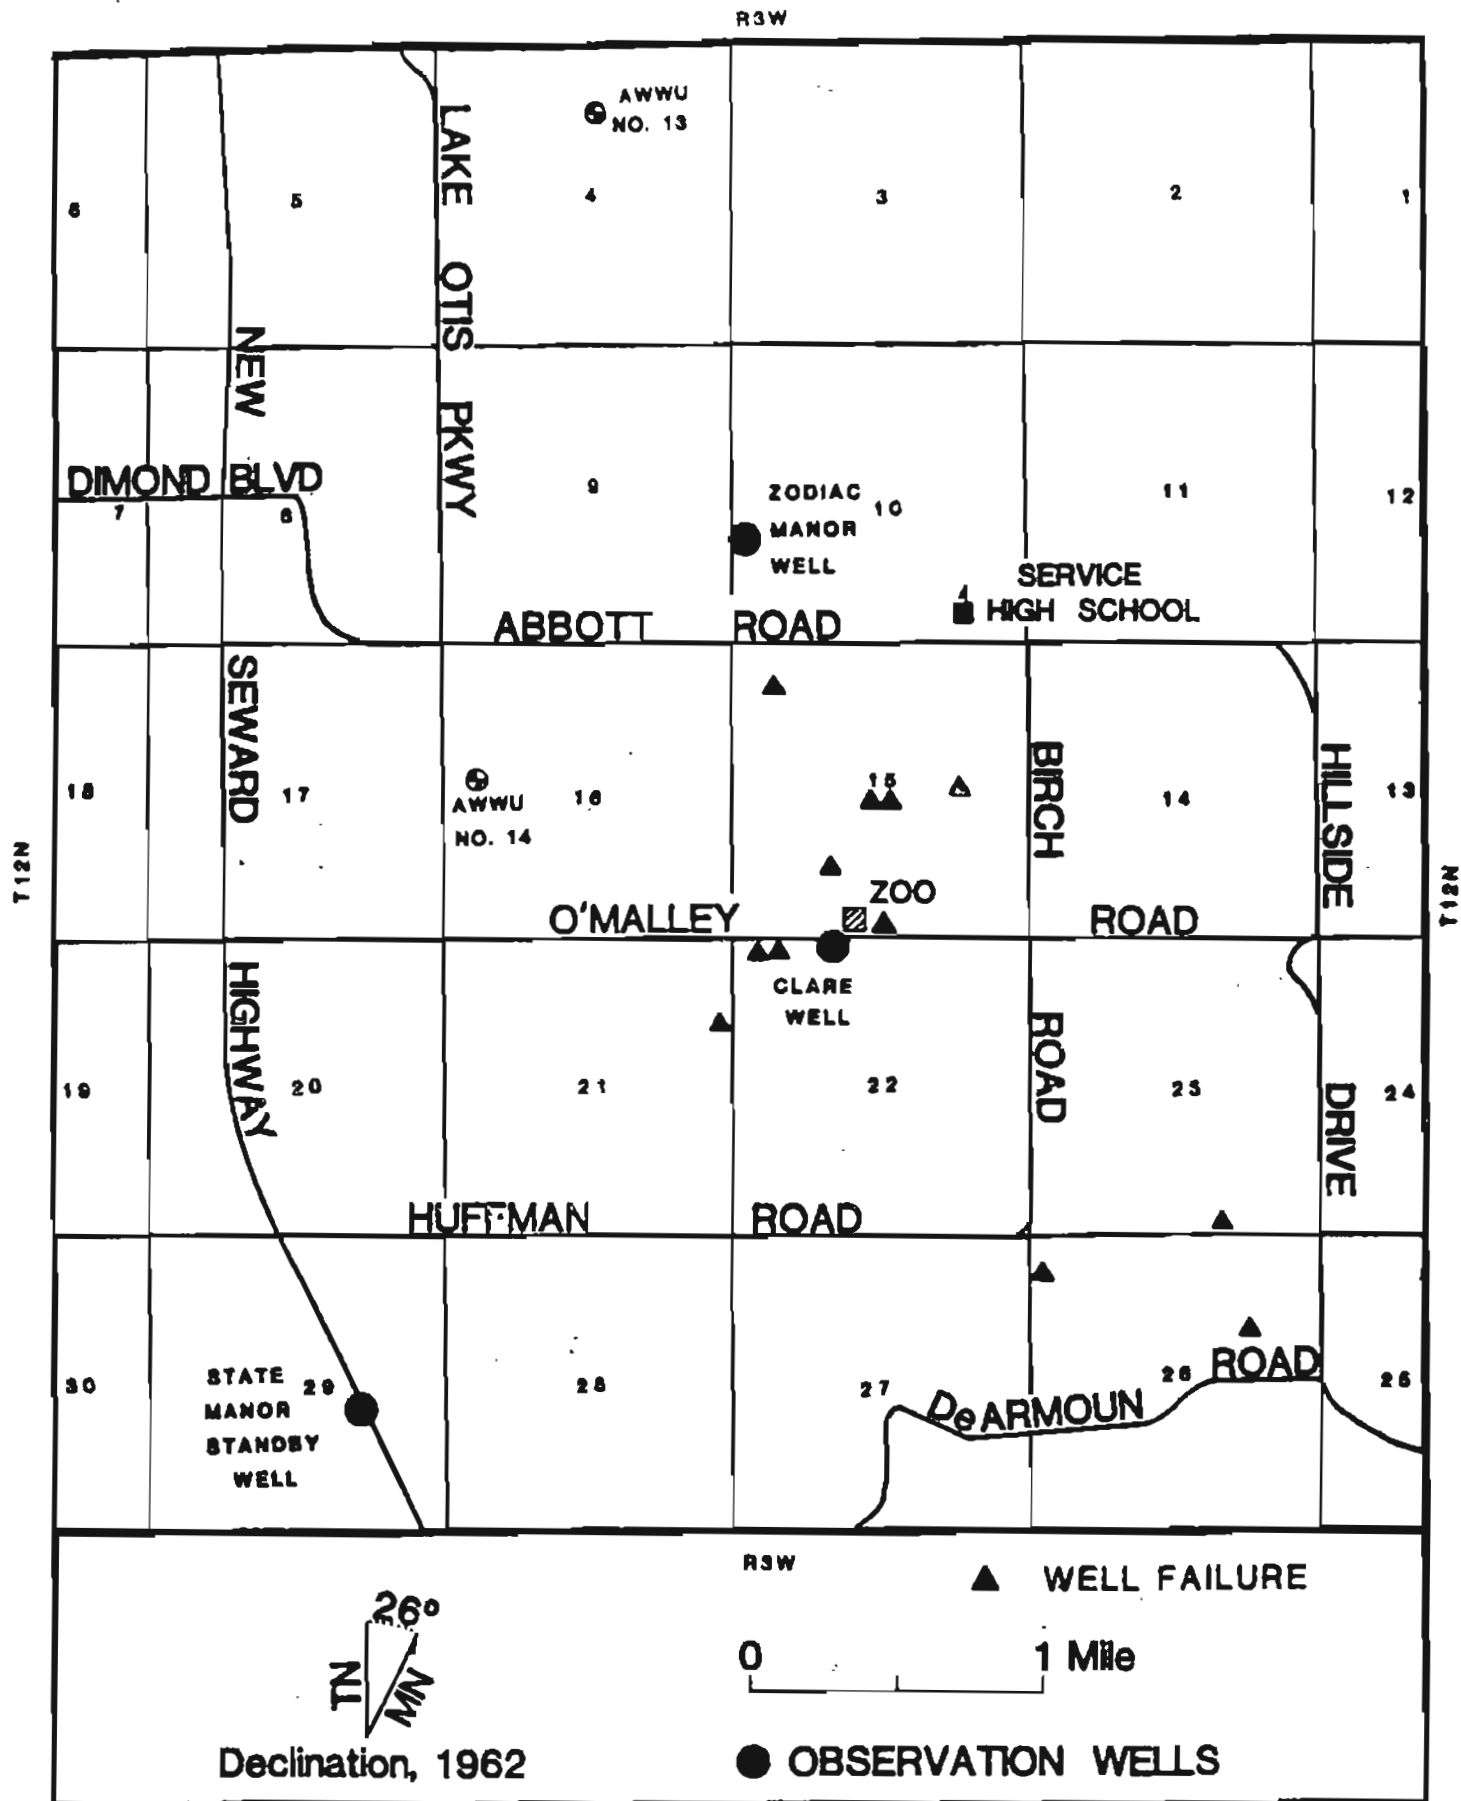 R3W
AWWU
NO. 13
LAKE OTIS PKWY
6
5
4
3
2
1
NEW
DIMOND BLVD
7
8
9
ZODIAC
MANOR
WELL
10
11
12
SERVICE
HIGH SCHOOL
ABBOTT ROAD
SEWARD
BIRCH
HILLSIDE
18
17
AWWU
NO. 14
16
15
14
13
T12N
T12N
ZOO
O'MALLEY ROAD
HIGHWAY
CLARE
WELL
ROAD
DRIVE
19
20
21
22
23
24
HUFFMAN ROAD
STATE
MANOR
STANDBY
WELL
30
29
28
27
26
25
DeARMOUN ROAD
R3W
WELL FAILURE
26°
TN
MN
0 1 Mile
Declination, 1962
OBSERVATION WELLS